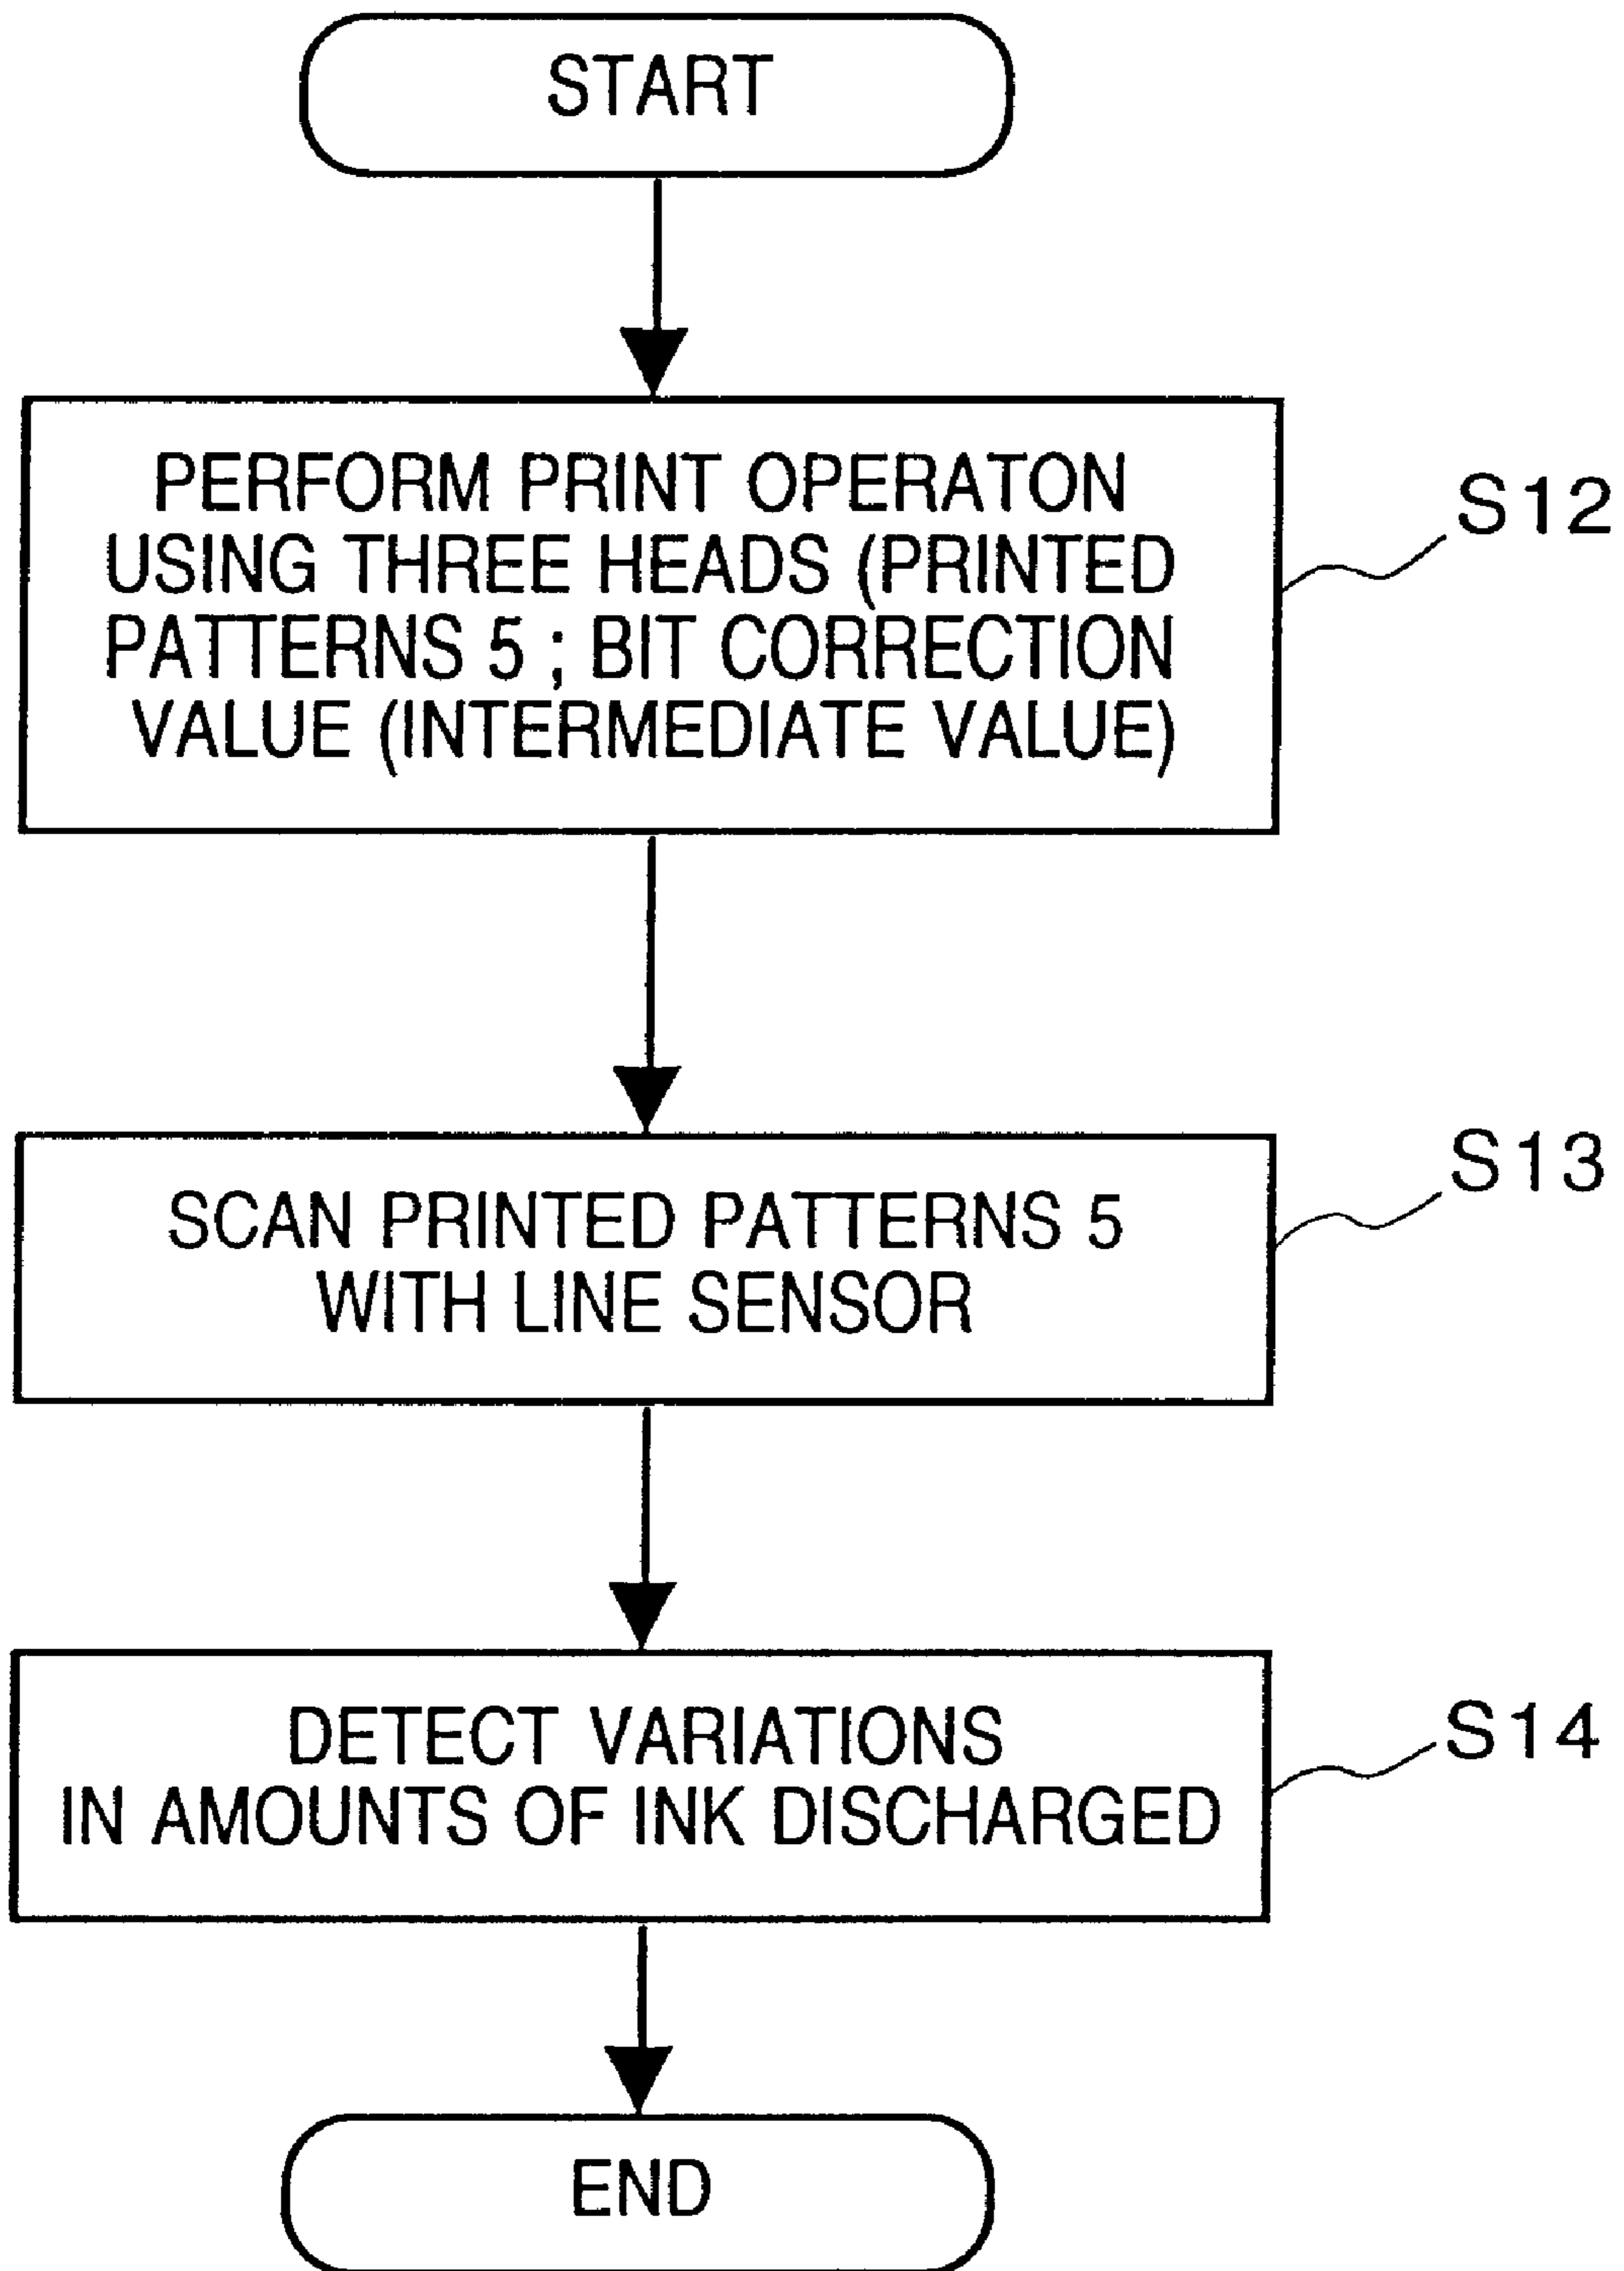 START
PERFORM PRINT OPERATON
USING THREE HEADS (PRINTED
PATTERNS 5 ; BIT CORRECTION
VALUE (INTERMEDIATE VALUE)
S12
SCAN PRINTED PATTERNS 5
WITH LINE SENSOR
S13
DETECT VARIATIONS
IN AMOUNTS OF INK DISCHARGED
S14
END